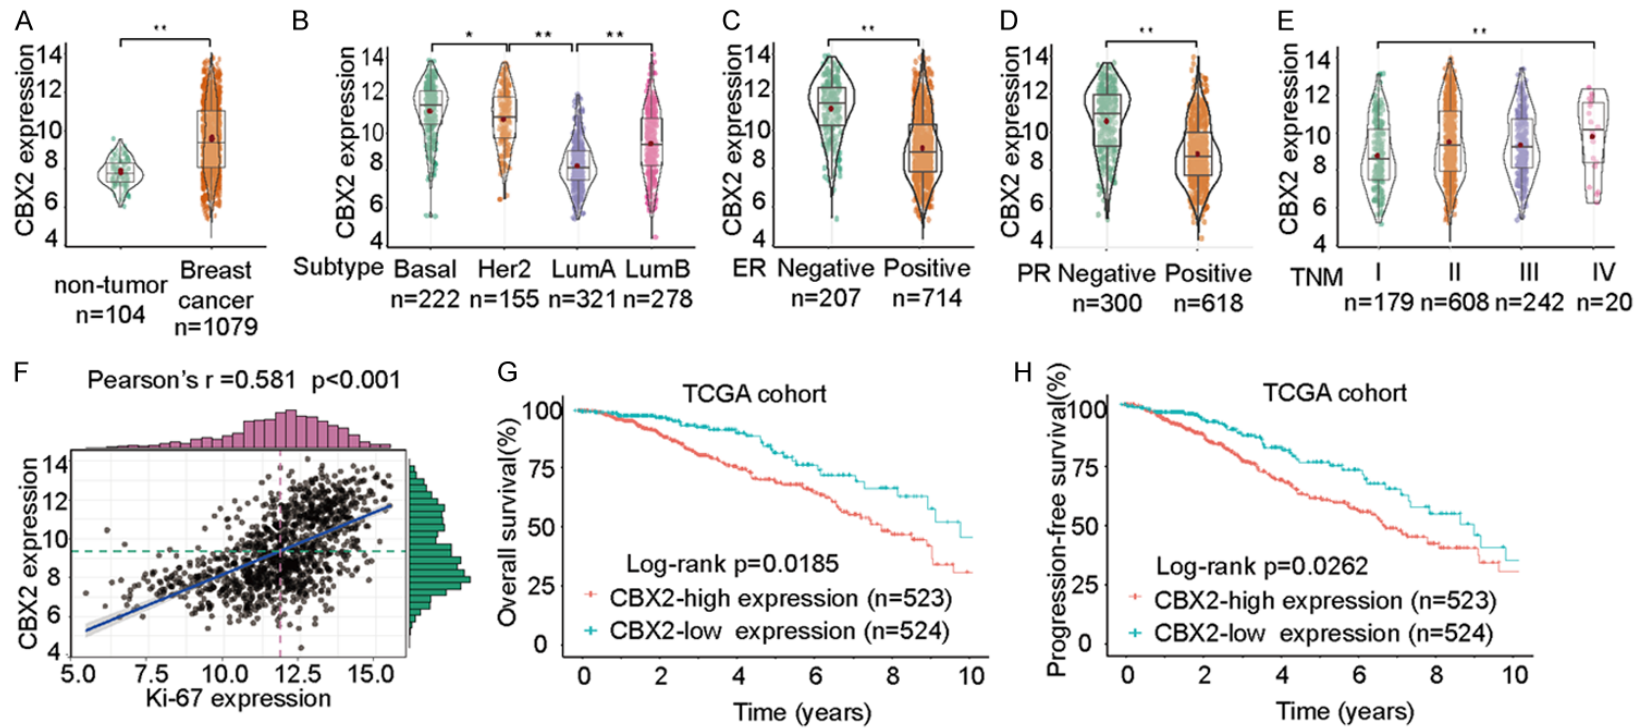 A
CBX2 expression
14
12
10
8
6
4
**
non-tumor
n=104
Breast
cancer
n=1079
B
CBX2 expression
14
12
10
8
6
4
* ** **
Subtype Basal Her2 LumA LumB
n=222 n=155 n=321 n=278
C
CBX2 expression
14
12
10
8
6
4
**
ER Negative Positive
n=207 n=714
D
CBX2 expression
14
12
10
8
6
4
**
PR Negative Positive
n=300 n=618
E
CBX2 expression
14
12
10
8
6
4
**
TNM I II III IV
n=179 n=608 n=242 n=20
F
Pearson's r =0.581 p<0.001
CBX2 expression
14
12
10
8
6
4
5.0 7.5 10.0 12.5 15.0
Ki-67 expression
G
TCGA cohort
Overall survival(%)
100
75
50
25
0
Log-rank p=0.0185
CBX2-high expression (n=523)
CBX2-low expression (n=524)
0 2 4 6 8 10
Time (years)
H
TCGA cohort
Progression-free survival(%)
100
75
50
25
0
Log-rank p=0.0262
CBX2-high expression (n=523)
CBX2-low expression (n=524)
0 2 4 6 8 10
Time (years)